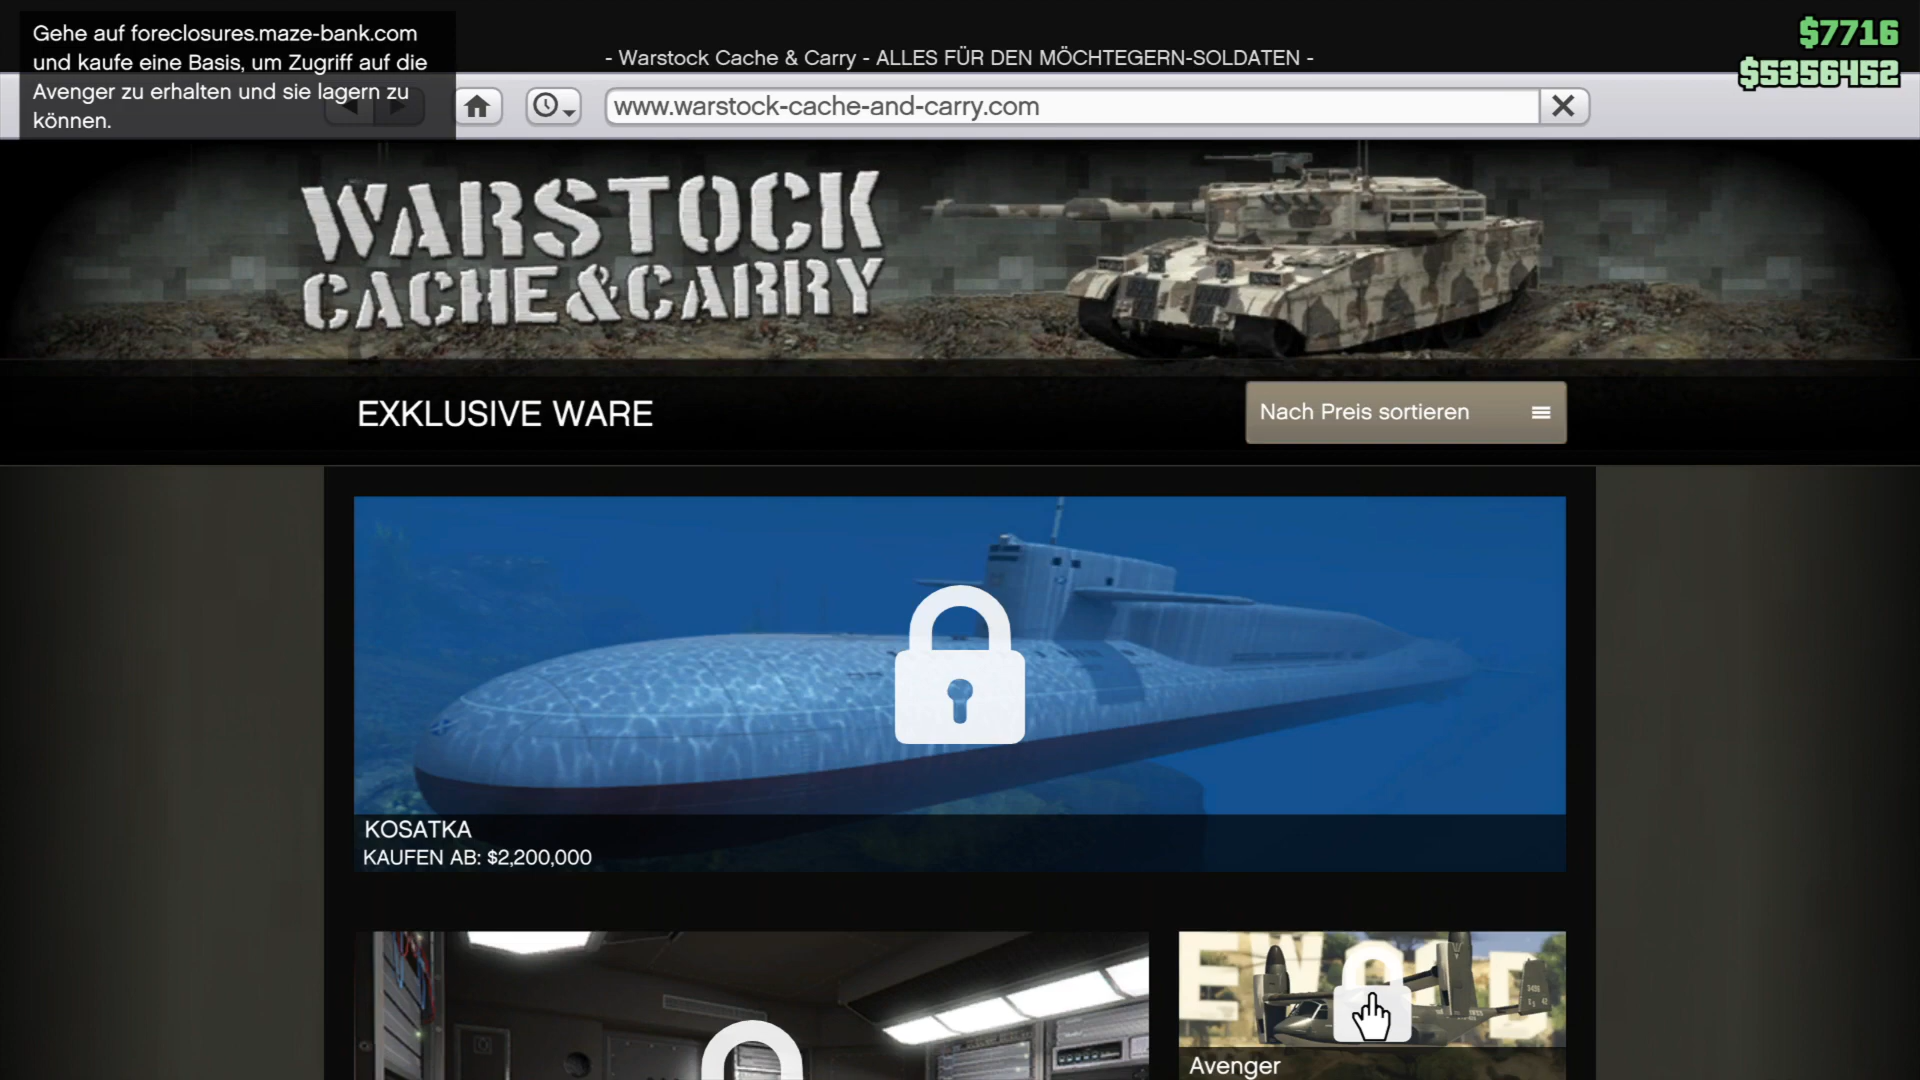 Gehe auf foreclosures.maze-bank.com
und kaufe eine Basis, um Zugriff auf die
Avenger zu erhalten und sie lagern zu
können.
- Warstock Cache & Carry - ALLES FÜR DEN MÖCHTEGERN-SOLDATEN -
$7716
$5356452
www.warstock-cache-and-carry.com
WARSTOCK
CACHE & CARRY
EXKLUSIVE WARE
Nach Preis sortieren
KOSATKA
KAUFEN AB: $2,200,000
Avenger